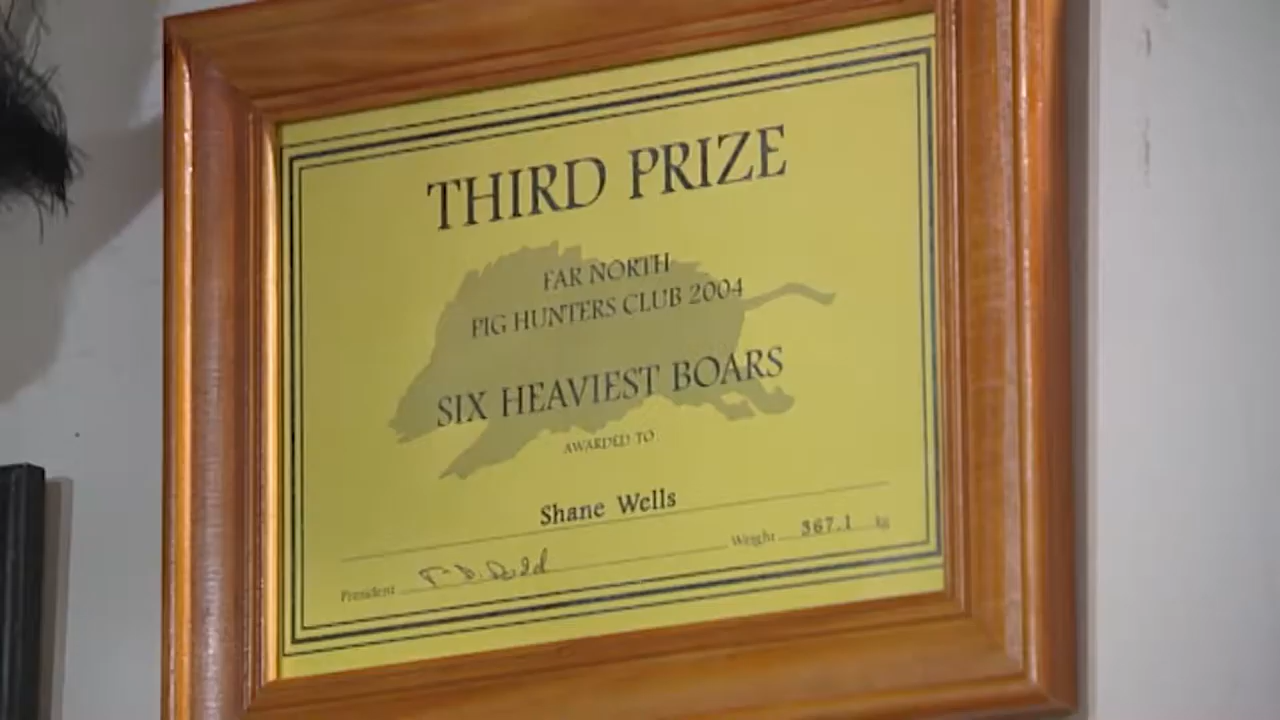 THIRD PRIZE
FAR NORTH
PIG HUNTERS CLUB 2004
SIX HEAVIEST BOARS
AWARDED TO
Shane Wells
President Weight 367.1 kg